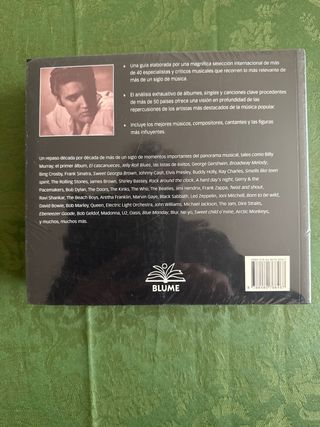 • Una guía elaborada por una magnífica selección internacional de
más de 40 especialistas y críticos musicales que recorren lo más relevante de
más de un siglo de música.
• El análisis exhaustivo de álbumes, singles y canciones clave procedentes
de más de 50 países ofrece una visión en profundidad de las
repercusiones de los artistas más destacados de la música popular.
• Incluye los mejores músicos, compositores, cantantes y las figuras
más influyentes.
Un repaso década por década de más de un siglo de momentos importantes del panorama musical, tales como Billy
Murray; el primer álbum, El cascanueces, Jelly Roll Blues, las listas de éxitos, George Gershwin, Broadway Melody,
Bing Crosby, Frank Sinatra, Sweet Georgia Brown, Johnny Cash, Elvis Presley, Buddy Holly, Ray Charles, Smells like teen
spirit, The Rolling Stones, James Brown, Shirley Bassey, Rock around the clock, A hard day's night, Gerry & the
Pacemakers, Bob Dylan, The Doors, The Kinks, The Who, The Beatles, Jimi Hendrix, Frank Zappa, Twist and shout,
Ravi Shankar, The Beach Boys, Aretha Franklin, Marvin Gaye, Black Sabbath, Led Zeppelin, Joni Mitchell, Born to be wild,
David Bowie, Bob Marley, Queen, Electric Light Orchestra, John Williams, Michael Jackson, The Jam, Dire Straits,
Ebeneezer Goode, Bob Geldof, Madonna, U2, Oasis, Blue Monday, Blur, No yo, Sweet child o'mine, Arctic Monkeys,
y muchos, muchos más.
BLUME